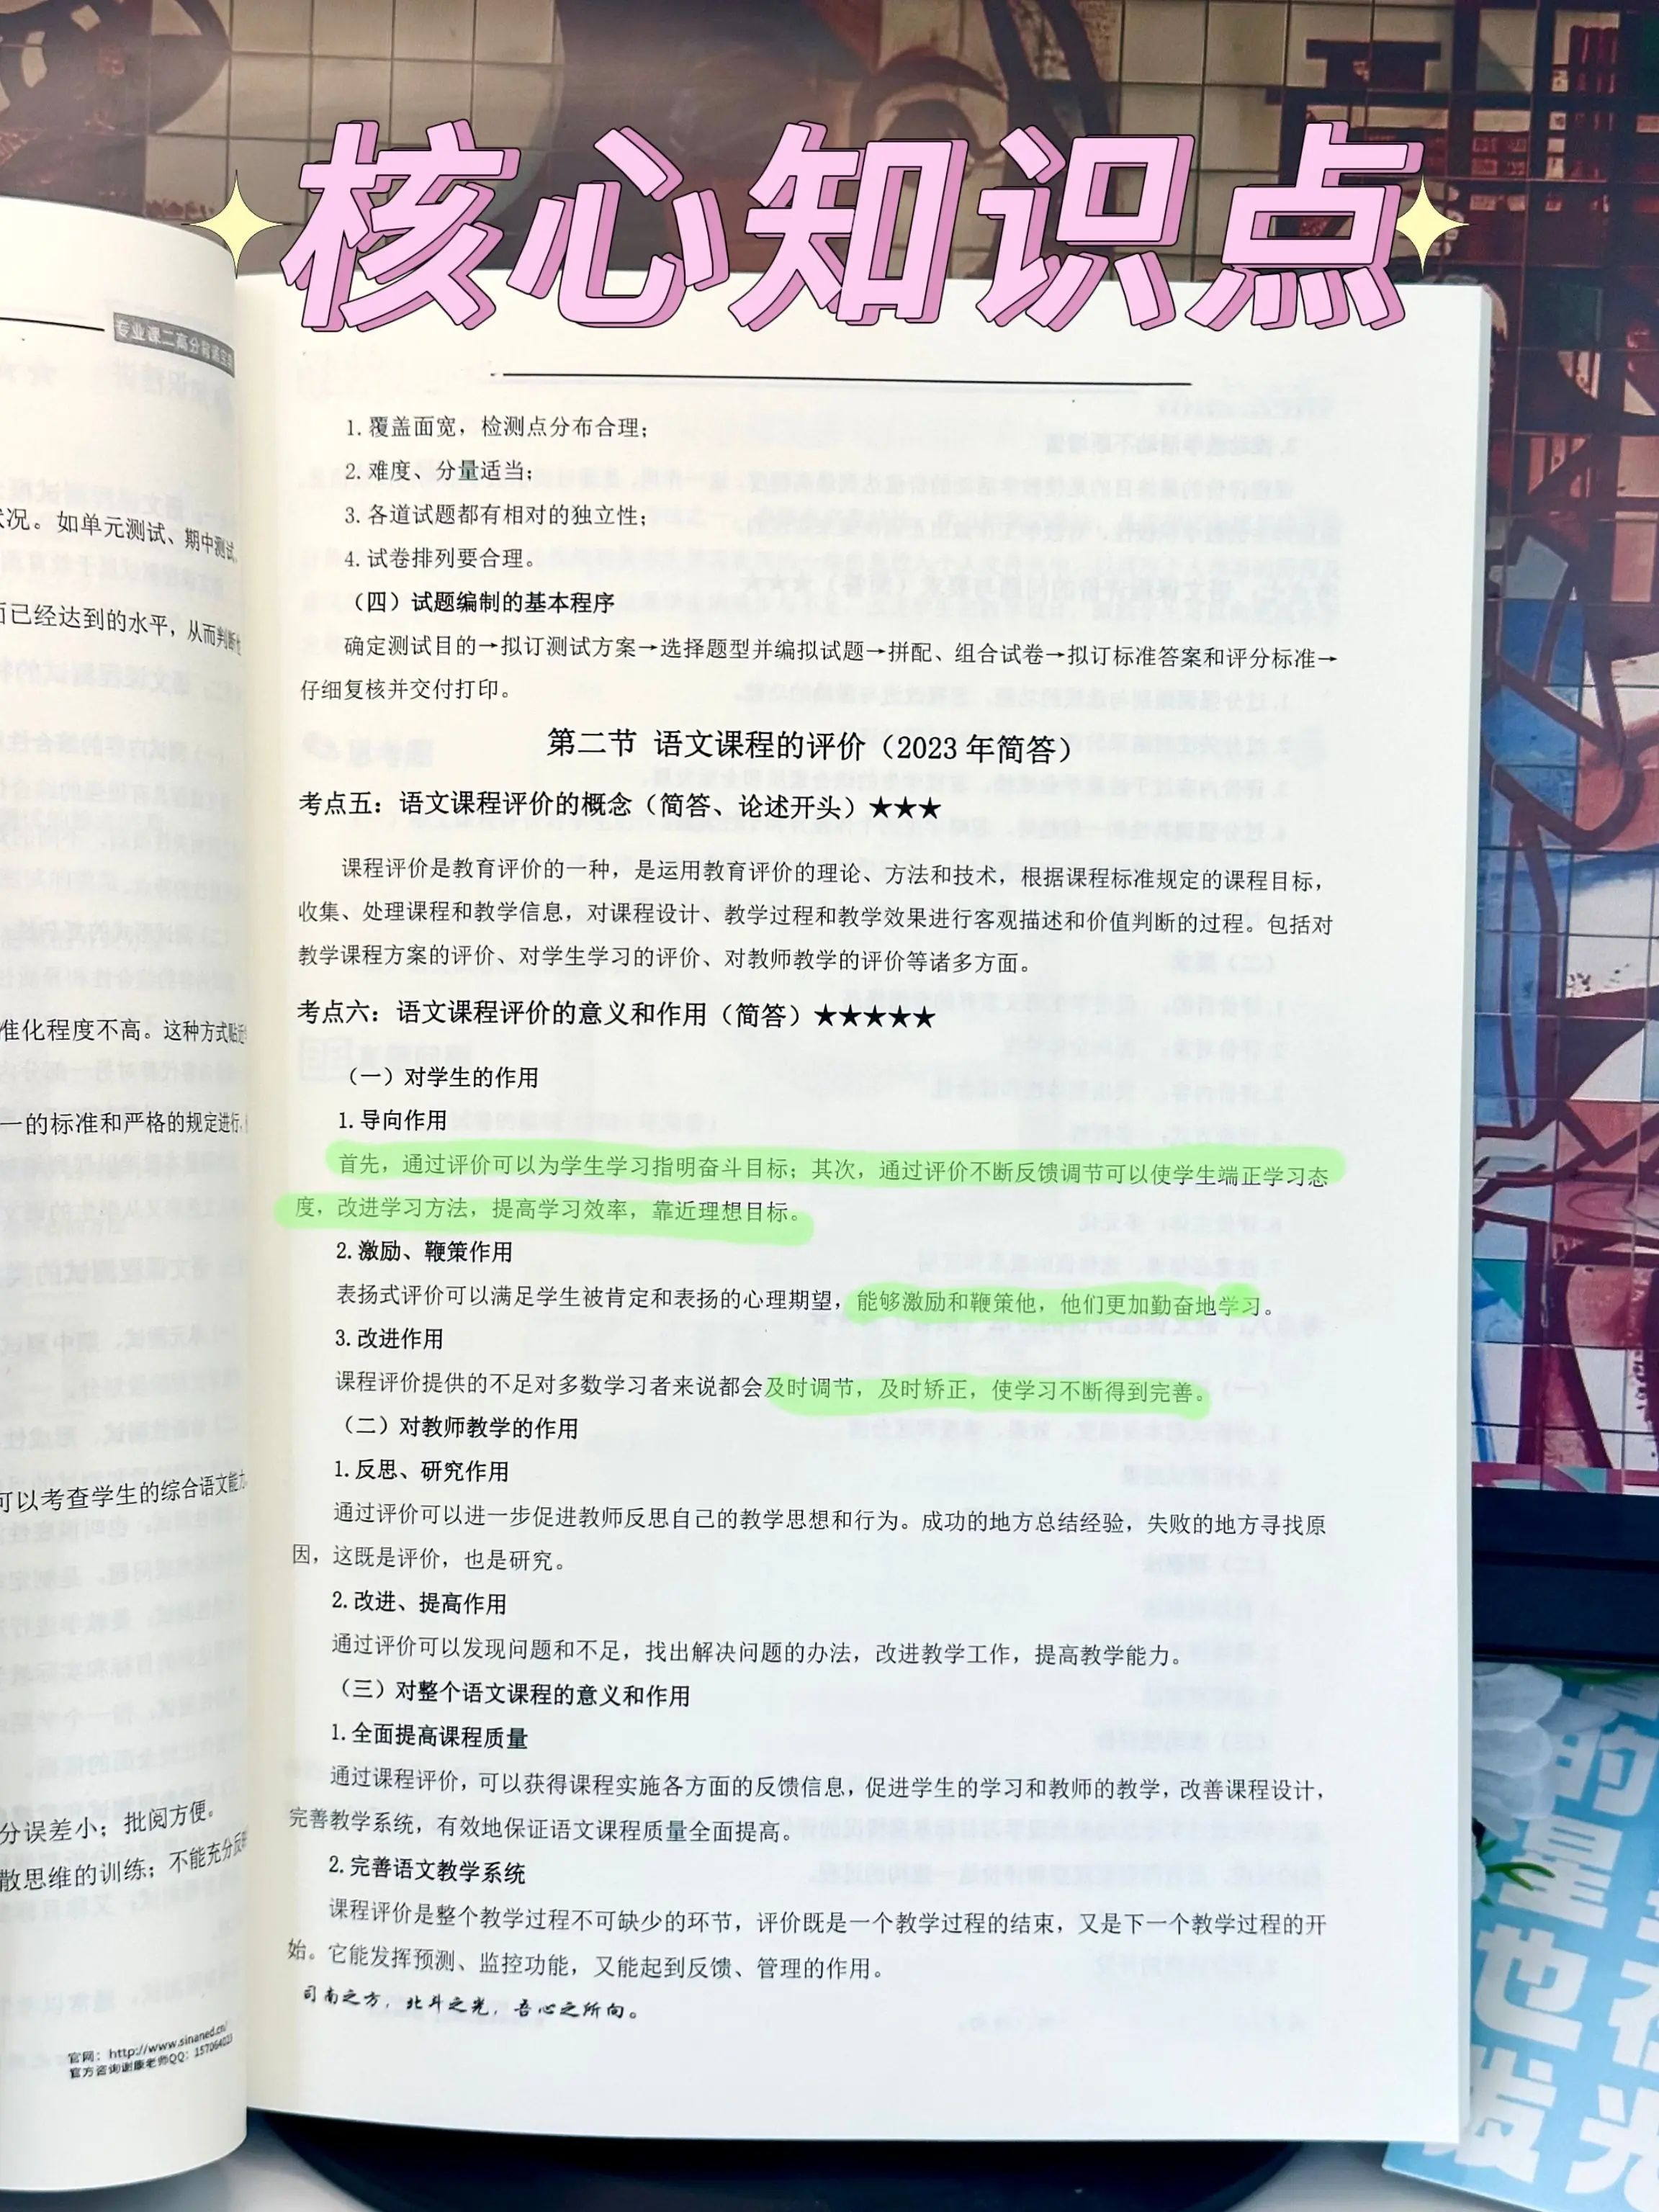 核心知识点
专业课二高分背诵宝典
状况。如单元测试、期中测试
面已经达到的水平，从而判断
准化程度不高。这种方式贴近
一的标准和严格的规定进行，
可以考查学生的综合语文能力
分误差小；批阅方便。
散思维的训练；不能充分反
官网：http://www.sinaned.cn/
官方咨询谢康老师QQ：157064023
1.覆盖面宽，检测点分布合理；
2.难度、分量适当；
3.各道试题都有相对的独立性；
4.试卷排列要合理。
（四）试题编制的基本程序
确定测试目的→拟订测试方案→选择题型并编拟试题→拼配、组合试卷→拟订标准答案和评分标准→
仔细复核并交付打印。
第二节 语文课程的评价（2023 年简答）
考点五：语文课程评价的概念（简答、论述开头）★★★
课程评价是教育评价的一种，是运用教育评价的理论、方法和技术，根据课程标准规定的课程目标，
收集、处理课程和教学信息，对课程设计、教学过程和教学效果进行客观描述和价值判断的过程。包括对
教学课程方案的评价、对学生学习的评价、对教师教学的评价等诸多方面。
考点六：语文课程评价的意义和作用（简答）★★★★★
（一）对学生的作用
1.导向作用
首先，通过评价可以为学生学习指明奋斗目标；其次，通过评价不断反馈调节可以使学生端正学习态
度，改进学习方法，提高学习效率，靠近理想目标。
2.激励、鞭策作用
表扬式评价可以满足学生被肯定和表扬的心理期望，能够激励和鞭策他，他们更加勤奋地学习。
3.改进作用
课程评价提供的不足对多数学习者来说都会及时调节，及时矫正，使学习不断得到完善。
（二）对教师教学的作用
1.反思、研究作用
通过评价可以进一步促进教师反思自己的教学思想和行为。成功的地方总结经验，失败的地方寻找原
因，这既是评价，也是研究。
2.改进、提高作用
通过评价可以发现问题和不足，找出解决问题的办法，改进教学工作，提高教学能力。
（三）对整个语文课程的意义和作用
1.全面提高课程质量
通过课程评价，可以获得课程实施各方面的反馈信息，促进学生的学习和教师的教学，改善课程设计，
完善教学系统，有效地保证语文课程质量全面提高。
2.完善语文教学系统
课程评价是整个教学过程不可缺少的环节，评价既是一个教学过程的结束，又是下一个教学过程的开
始。它能发挥预测、监控功能，又能起到反馈、管理的作用。
司南之方，北斗之光，吾心之所向。
的
星
也
在
发
光